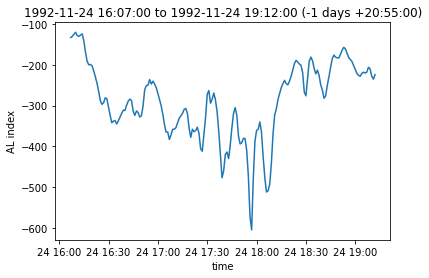 1992-11-24 16:07:00 to 1992-11-24 19:12:00 (-1 days +20:55:00)
−100
−200
−300
−400
−500
−600
AL index
24 16:00 24 16:30 24 17:00 24 17:30 24 18:00 24 18:30 24 19:00
time